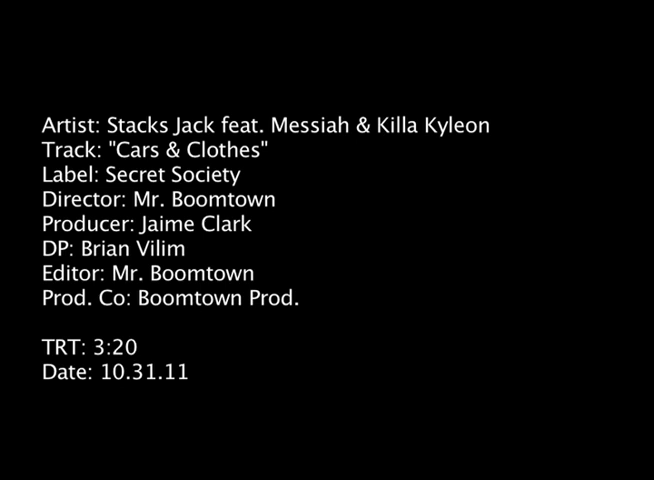 Artist: Stacks Jack feat. Messiah & Killa Kyleon
Track: "Cars & Clothes"
Label: Secret Society
Director: Mr. Boomtown
Producer: Jaime Clark
DP: Brian Vilim
Editor: Mr. Boomtown
Prod. Co: Boomtown Prod.
TRT: 3:20
Date: 10.31.11